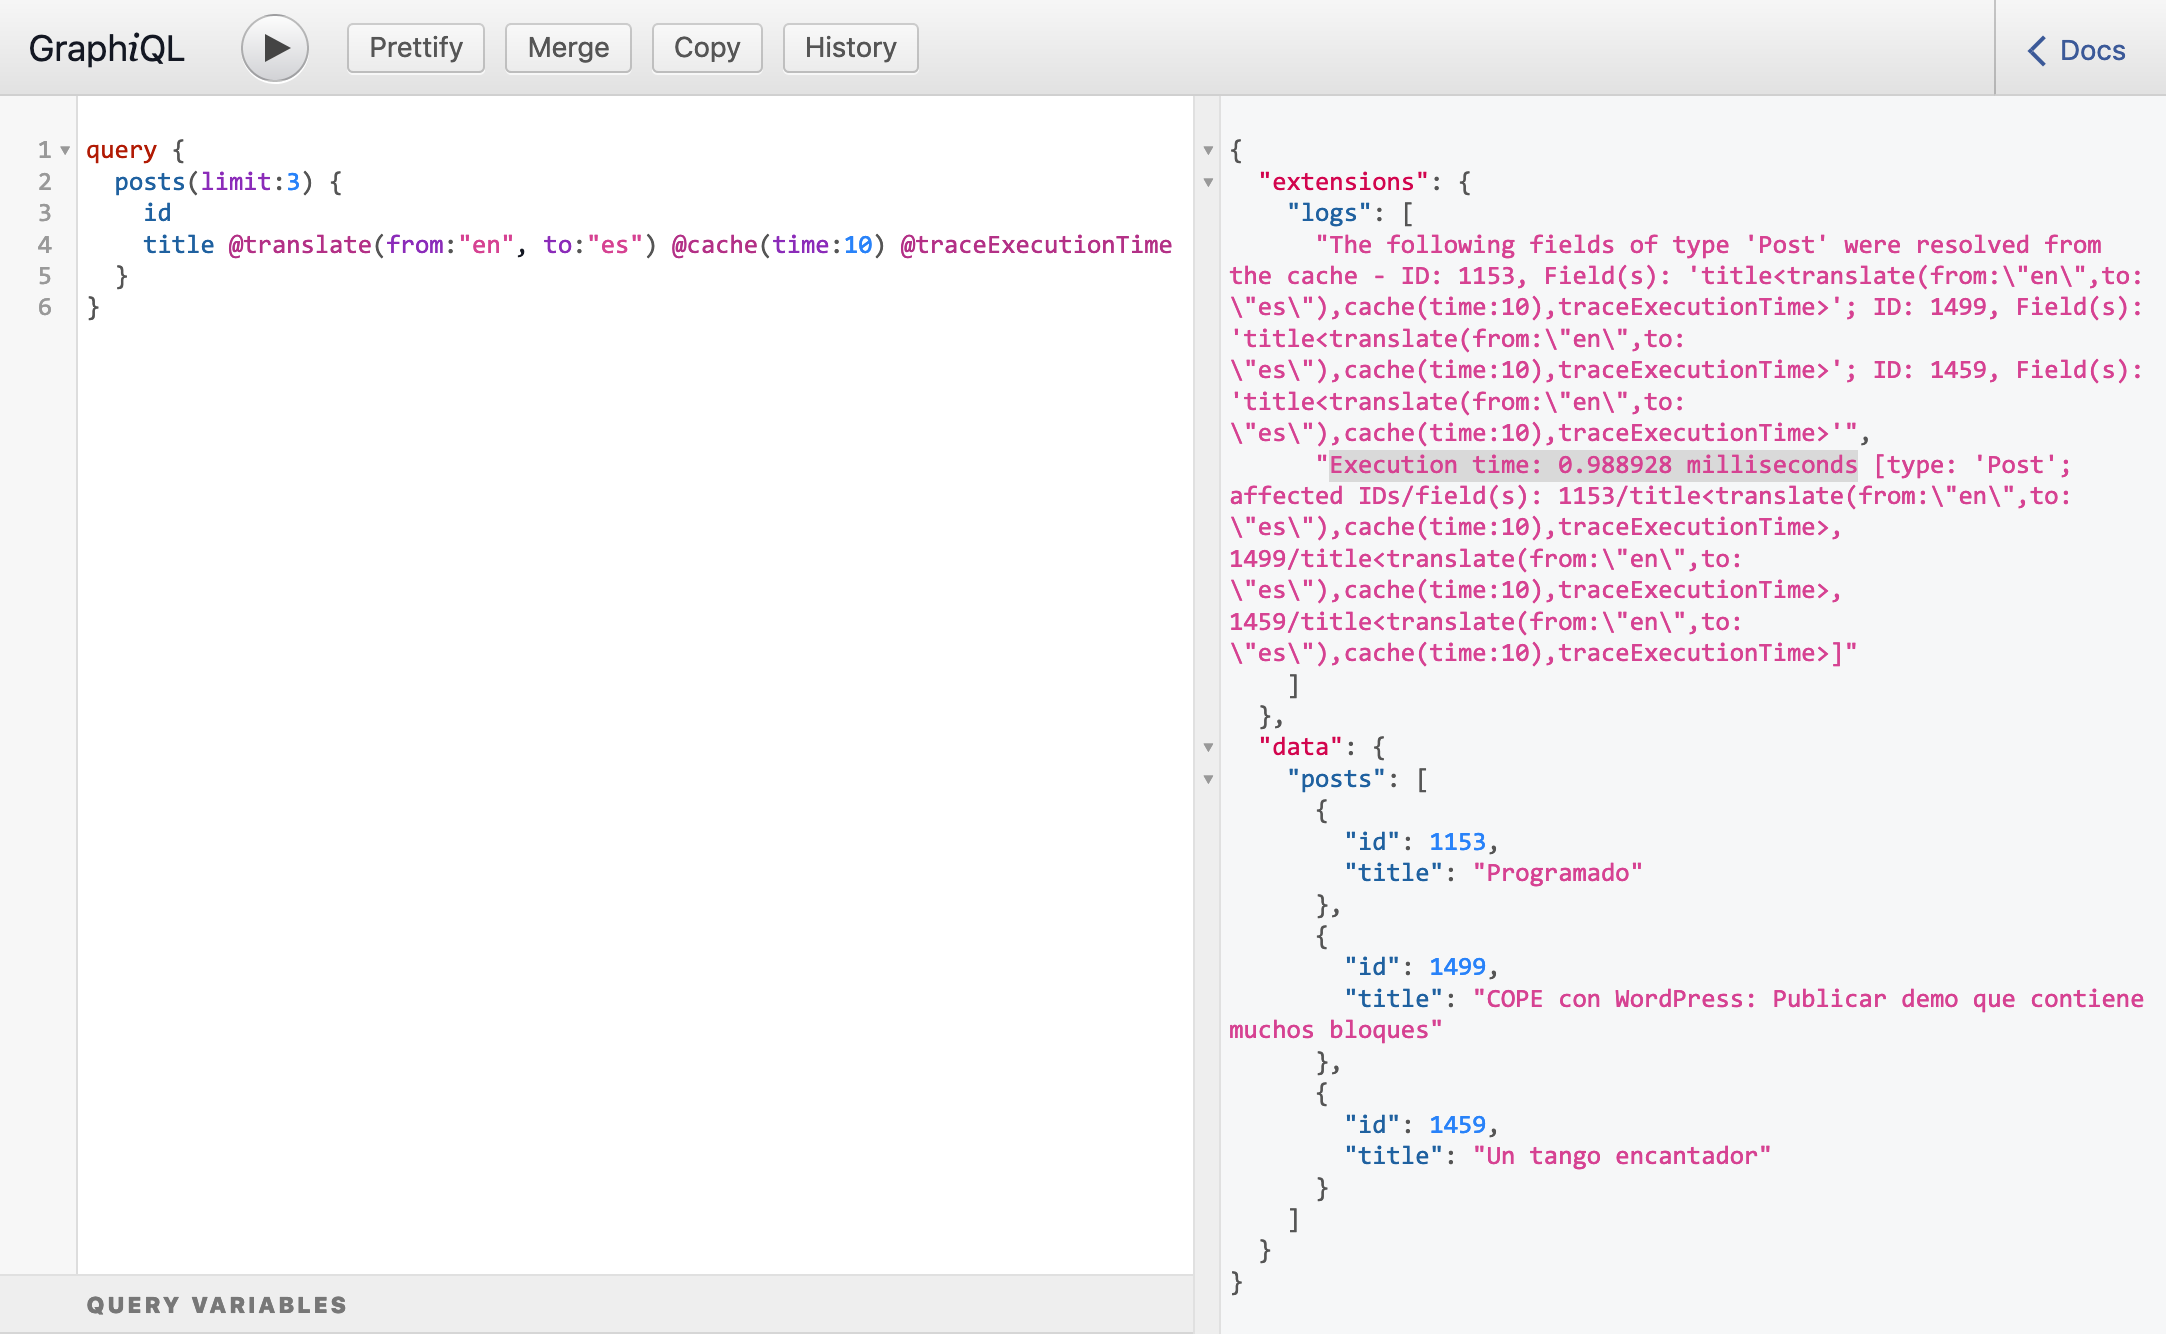 GraphiQL
Prettify
Merge
Copy
History
Docs
1 query {
2   posts(limit:3) {
3     id
4     title @translate(from:"en", to:"es") @cache(time:10) @traceExecutionTime
5   }
6 }
QUERY VARIABLES
{
  "extensions": {
    "logs": [
      "The following fields of type 'Post' were resolved from
the cache - ID: 1153, Field(s): 'title<translate(from:\"en\",to:
\"es\"),cache(time:10),traceExecutionTime>'; ID: 1499, Field(s):
'title<translate(from:\"en\",to:
\"es\"),cache(time:10),traceExecutionTime>'; ID: 1459, Field(s):
'title<translate(from:\"en\",to:
\"es\"),cache(time:10),traceExecutionTime>'",
      "Execution time: 0.988928 milliseconds [type: 'Post';
affected IDs/field(s): 1153/title<translate(from:\"en\",to:
\"es\"),cache(time:10),traceExecutionTime>,
1499/title<translate(from:\"en\",to:
\"es\"),cache(time:10),traceExecutionTime>,
1459/title<translate(from:\"en\",to:
\"es\"),cache(time:10),traceExecutionTime>]"
    ]
  },
  "data": {
    "posts": [
      {
        "id": 1153,
        "title": "Programado"
      },
      {
        "id": 1499,
        "title": "COPE con WordPress: Publicar demo que contiene
muchos bloques"
      },
      {
        "id": 1459,
        "title": "Un tango encantador"
      }
    ]
  }
}